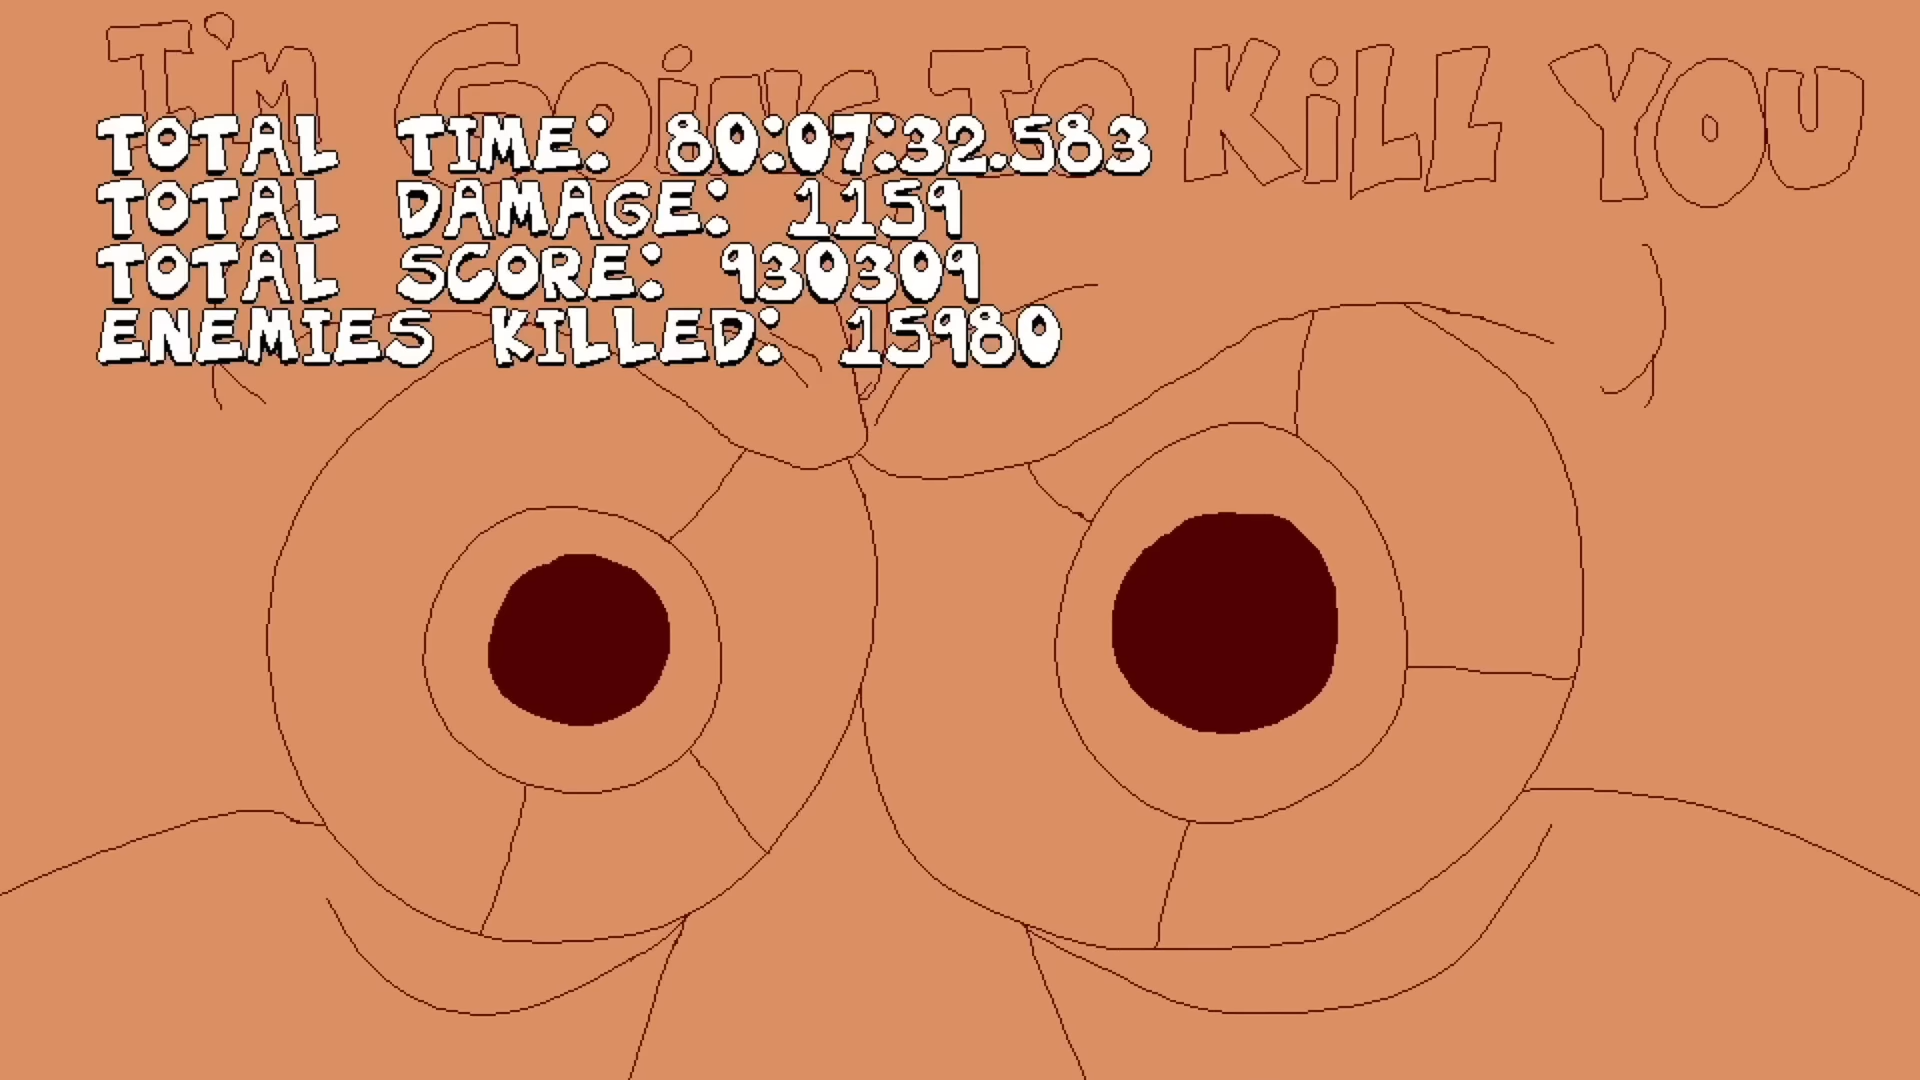 I'm Going To Kill You
TOTAL TIME: 80:07:32.583
TOTAL DAMAGE: 1159
TOTAL SCORE: 930309
ENEMIES KILLED: 15980